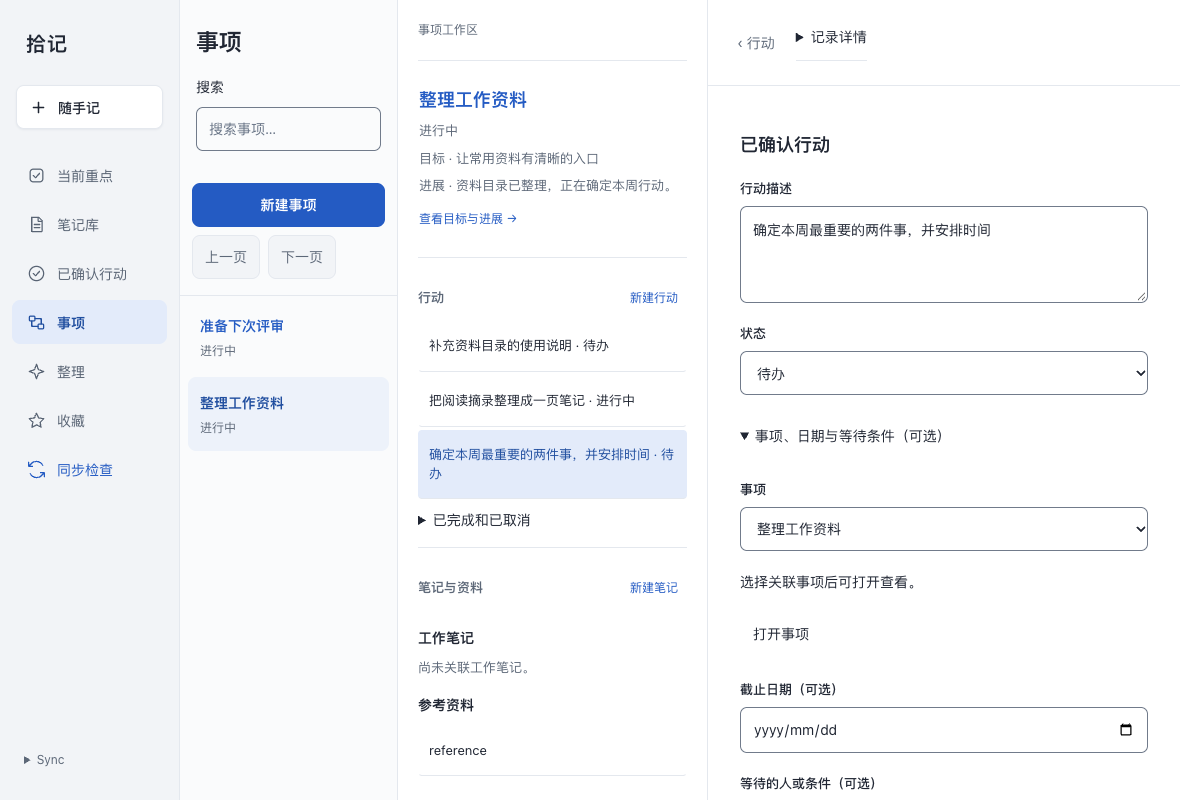 拾记
随手记
当前重点
笔记库
已确认行动
事项
整理
收藏
同步检查
Sync
事项
搜索
搜索事项...
新建事项
上一页
下一页
准备下次评审
进行中
整理工作资料
进行中
事项工作区
整理工作资料
进行中
目标 · 让常用资料有清晰的入口
进展 · 资料目录已整理，正在确定本周行动。
查看目标与进展 →
行动
新建行动
补充资料目录的使用说明 · 待办
把阅读摘录整理成一页笔记 · 进行中
确定本周最重要的两件事，并安排时间 · 待
办
已完成和已取消
笔记与资料
新建笔记
工作笔记
尚未关联工作笔记。
参考资料
reference
‹ 行动
记录详情
已确认行动
行动描述
确定本周最重要的两件事，并安排时间
状态
待办
事项、日期与等待条件（可选）
事项
整理工作资料
选择关联事项后可打开查看。
打开事项
截止日期（可选）
yyyy/mm/dd
等待的人或条件（可选）